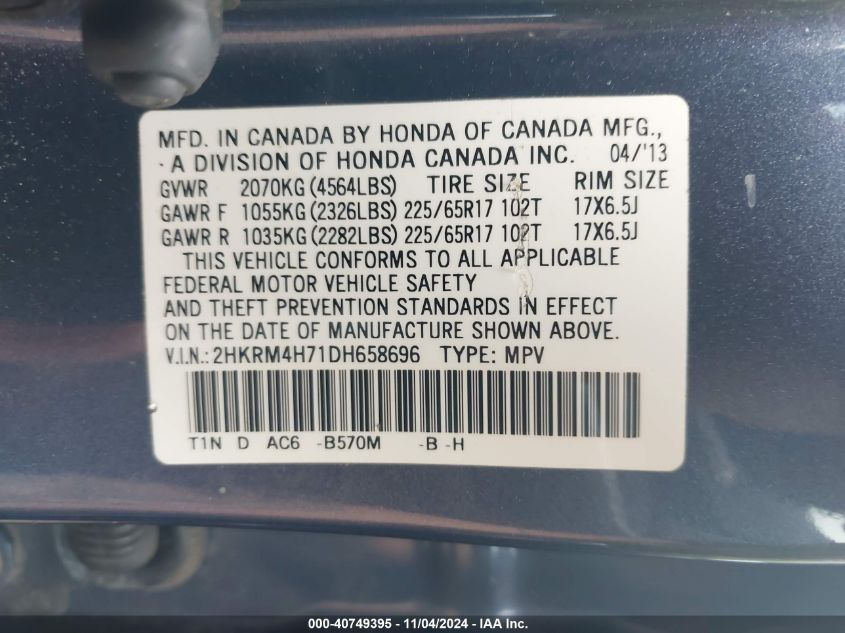 MFD. IN CANADA BY HONDA OF CANADA MFG.,
A DIVISION OF HONDA CANADA INC. 04/'13
GVWR 2070KG (4564LBS) TIRE SIZE RIM SIZE
GAWR F 1055KG (2326LBS) 225/65R17 102T 17X6.5J
GAWR R 1035KG (2282LBS) 225/65R17 102T 17X6.5J
THIS VEHICLE CONFORMS TO ALL APPLICABLE
FEDERAL MOTOR VEHICLE SAFETY
AND THEFT PREVENTION STANDARDS IN EFFECT
ON THE DATE OF MANUFACTURE SHOWN ABOVE.
V.I.N.: 2HKRM4H71DH658696 TYPE: MPV
T1N D AC6 -B570M -B -H
000-40749395 - 11/04/2024 - IAA Inc.